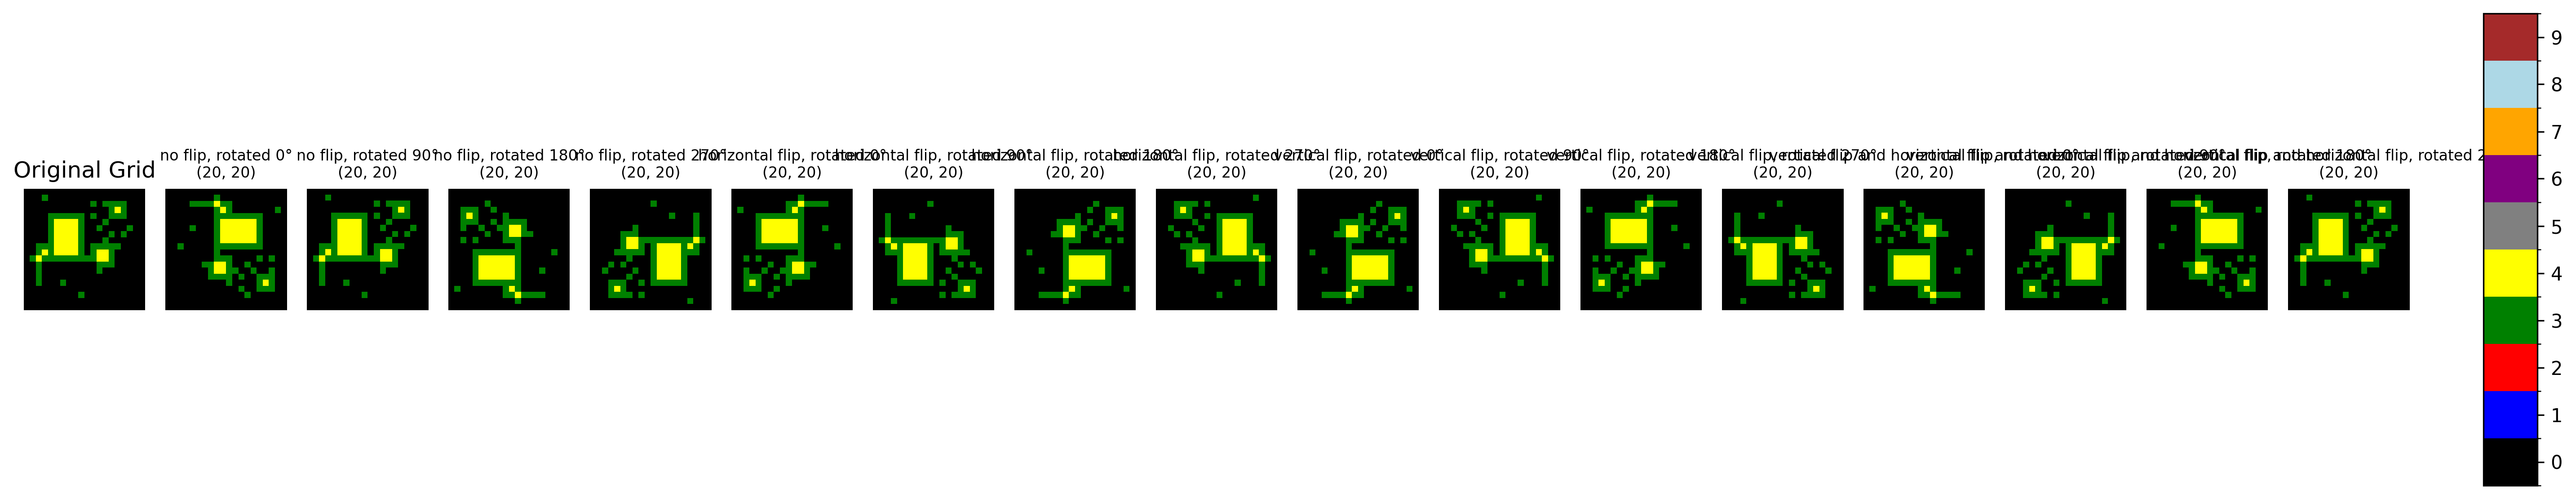 Original Grid
no flip, rotated 0°
(20, 20)
no flip, rotated 90°
(20, 20)
no flip, rotated 180°
(20, 20)
no flip, rotated 270°
(20, 20)
horizontal flip, rotated 0°
(20, 20)
horizontal flip, rotated 90°
(20, 20)
horizontal flip, rotated 180°
(20, 20)
horizontal flip, rotated 270°
(20, 20)
vertical flip, rotated 0°
(20, 20)
vertical flip, rotated 90°
(20, 20)
vertical flip, rotated 180°
(20, 20)
vertical flip, rotated 270°
(20, 20)
vertical flip and horizontal flip, rotated 0°
(20, 20)
vertical flip and horizontal flip, rotated 90°
(20, 20)
vertical flip and horizontal flip, rotated 180°
(20, 20)
vertical flip and horizontal flip, rotated 2
(20, 20)
9
8
7
6
5
4
3
2
1
0